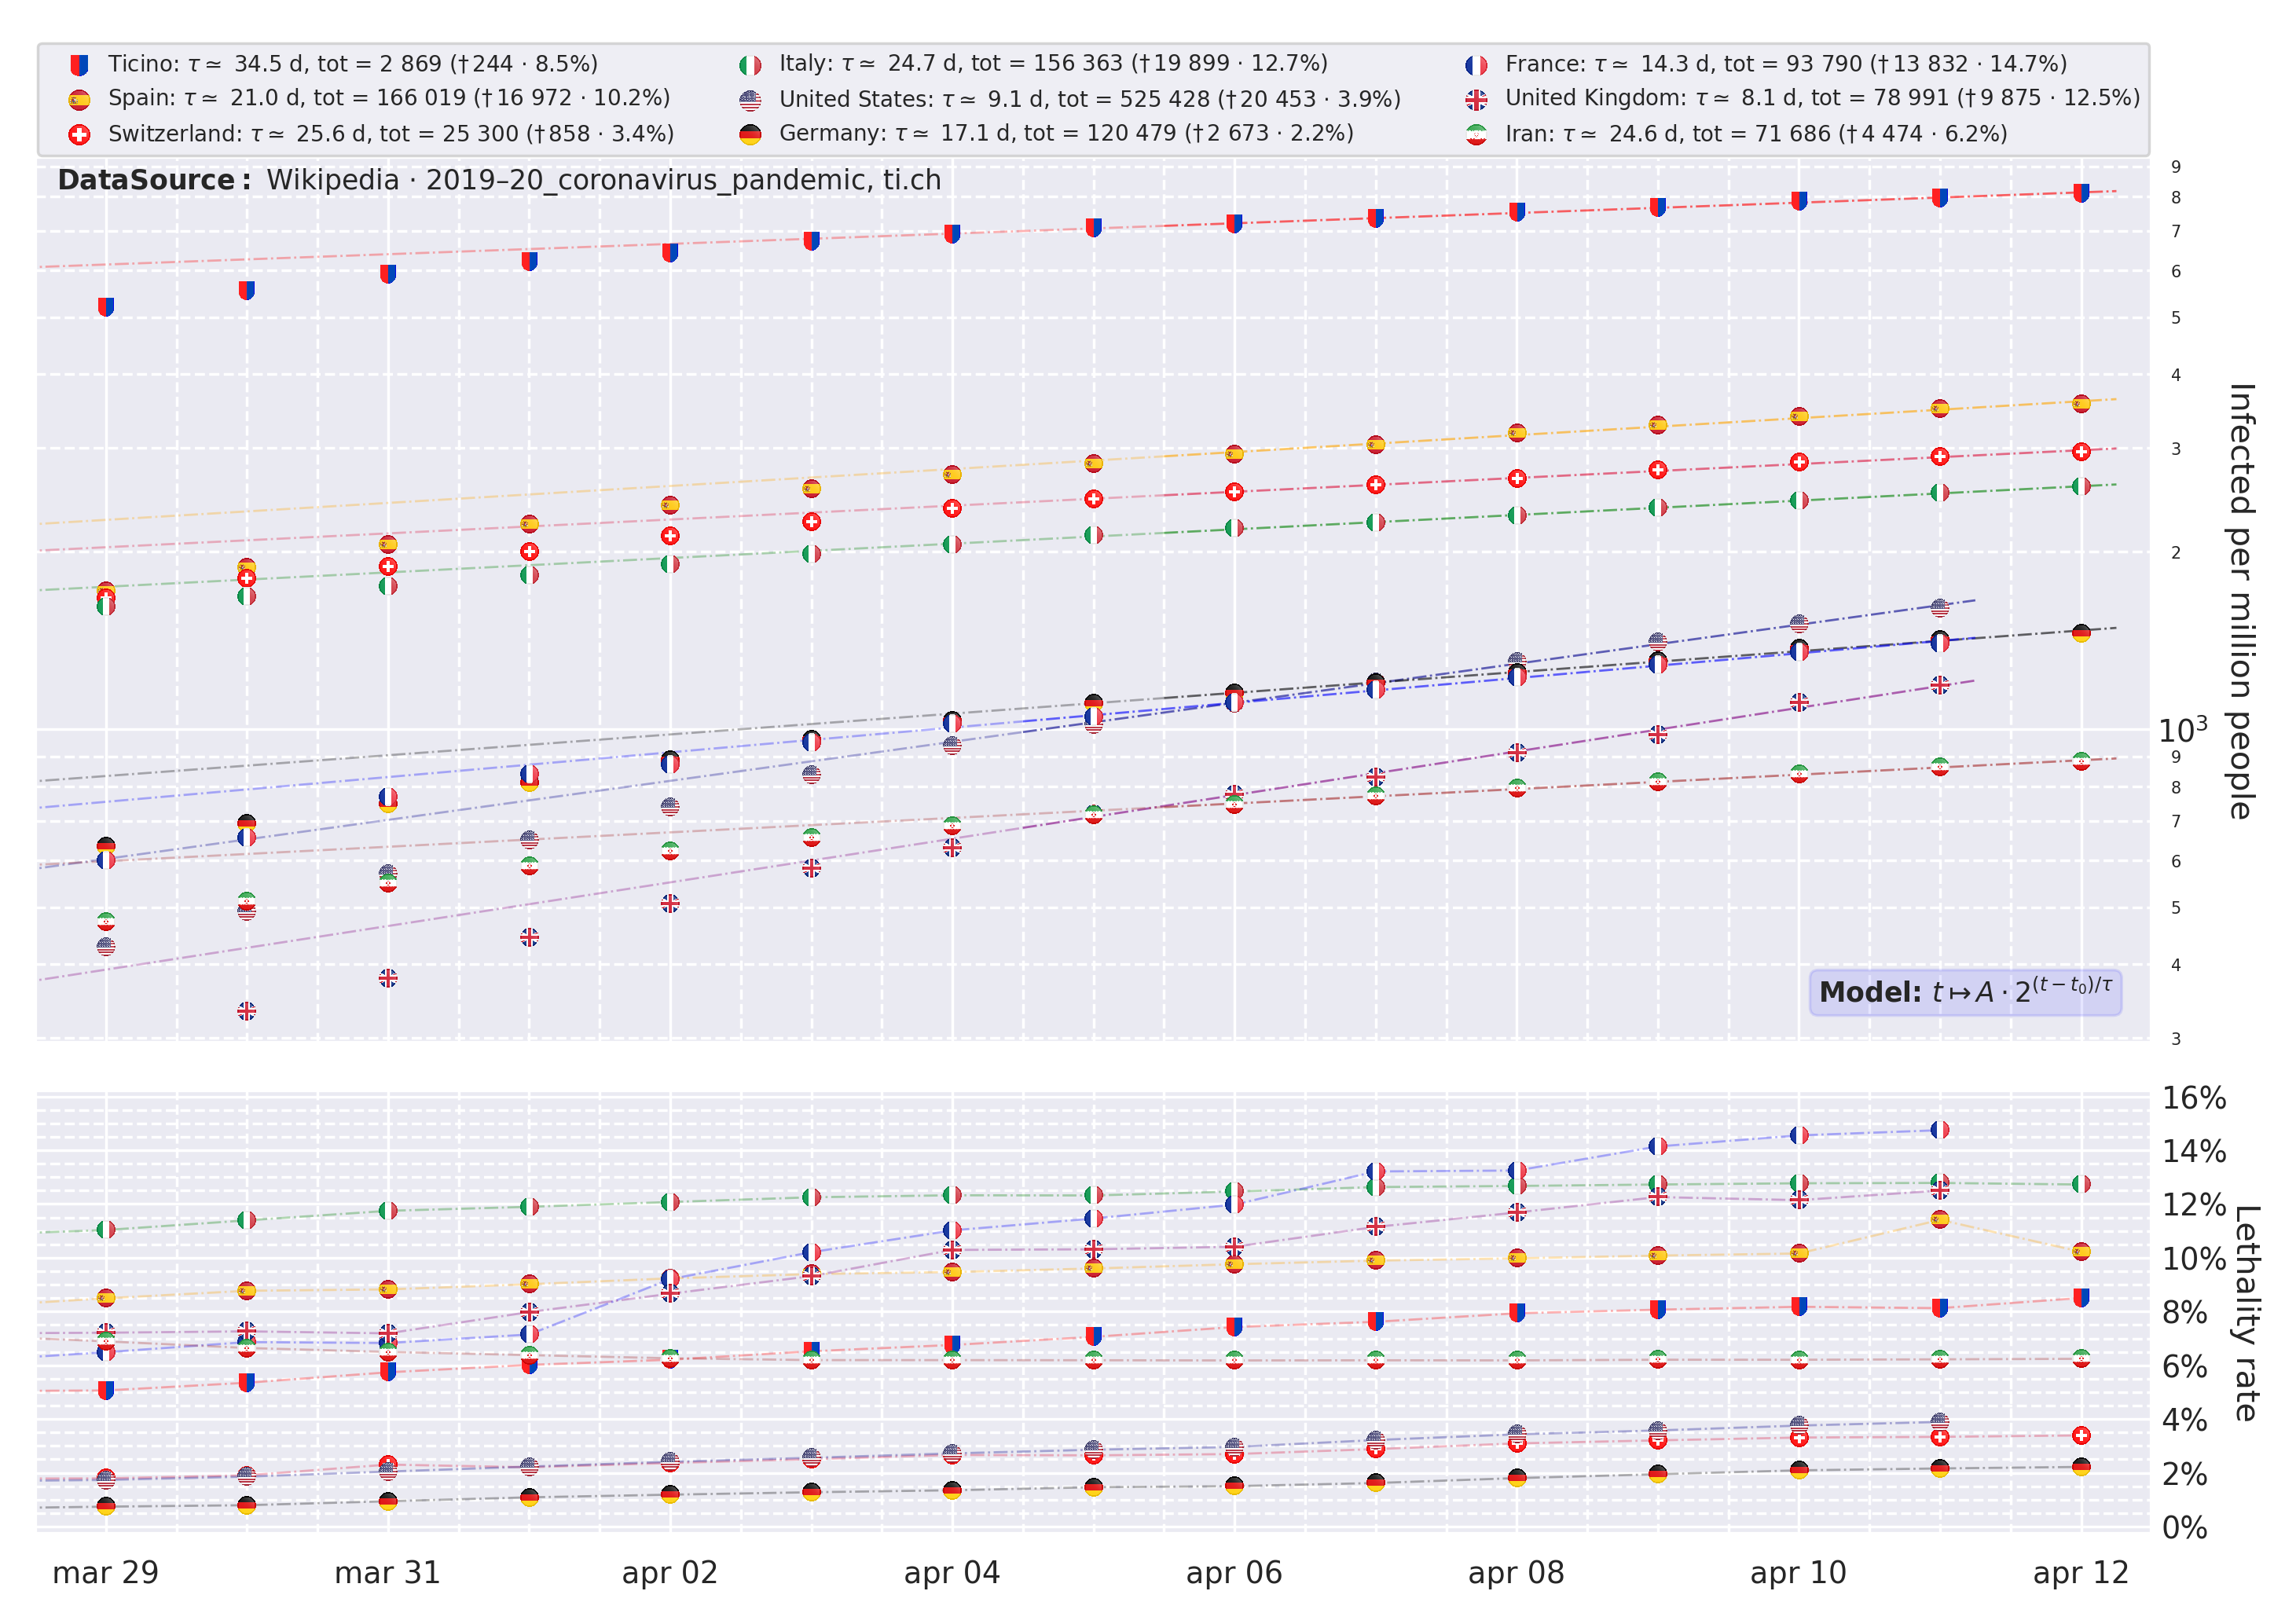 Ticino: τ ≃ 34.5 d, tot = 2 869 (†244 · 8.5%)
Spain: τ ≃ 21.0 d, tot = 166 019 (†16 972 · 10.2%)
Switzerland: τ ≃ 25.6 d, tot = 25 300 (†858 · 3.4%)
Italy: τ ≃ 24.7 d, tot = 156 363 (†19 899 · 12.7%)
United States: τ ≃ 9.1 d, tot = 525 428 (†20 453 · 3.9%)
Germany: τ ≃ 17.1 d, tot = 120 479 (†2 673 · 2.2%)
France: τ ≃ 14.3 d, tot = 93 790 (†13 832 · 14.7%)
United Kingdom: τ ≃ 8.1 d, tot = 78 991 (†9 875 · 12.5%)
Iran: τ ≃ 24.6 d, tot = 71 686 (†4 474 · 6.2%)
DataSource: Wikipedia · 2019–20_coronavirus_pandemic, ti.ch
9
8
7
6
5
4
3
2
10³
9
8
7
6
5
4
3
Infected per million people
Model: t ↦ A · 2^(t − t₀)/τ
16%
14%
12%
10%
8%
6%
4%
2%
0%
Lethality rate
mar 29
mar 31
apr 02
apr 04
apr 06
apr 08
apr 10
apr 12